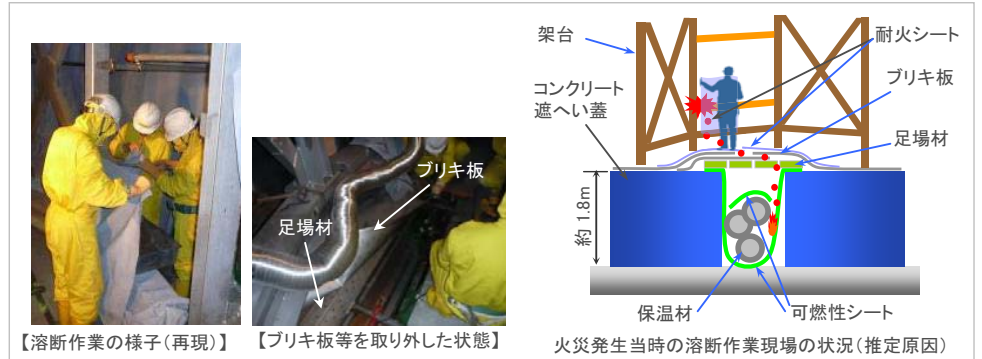 ブリキ板
足場材
【溶断作業の様子（再現）】
【ブリキ板等を取り外した状態】
架台
耐火シート
コンクリート
遮へい蓋
ブリキ板
足場材
約1.8m
保温材
可燃性シート
火災発生当時の溶断作業現場の状況（推定原因）